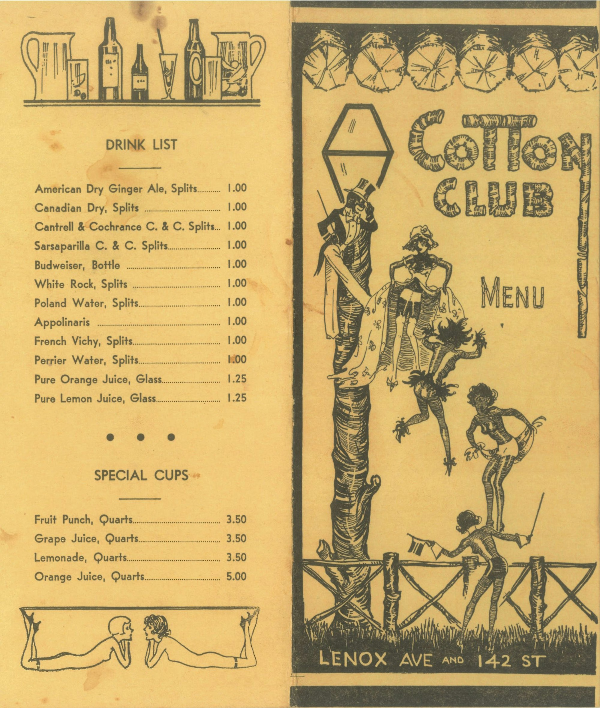 DRINK LIST
American Dry Ginger Ale, Splits........ 1.00
Canadian Dry, Splits ........................ 1.00
Cantrell & Cochrance C. & C. Splits... 1.00
Sarsaparilla C. & C. Splits................ 1.00
Budweiser, Bottle ............................ 1.00
White Rock, Splits ........................... 1.00
Poland Water, Splits......................... 1.00
Appolinaris ..................................... 1.00
French Vichy, Splits.......................... 1.00
Perrier Water, Splits......................... 1.00
Pure Orange Juice, Glass.................. 1.25
Pure Lemon Juice, Glass.................... 1.25
• • •
SPECIAL CUPS
Fruit Punch, Quarts.......................... 3.50
Grape Juice, Quarts.......................... 3.50
Lemonade, Quarts............................ 3.50
Orange Juice, Quarts........................ 5.00
COTTON
CLUB
MENU
LENOX AVE AND 142 ST